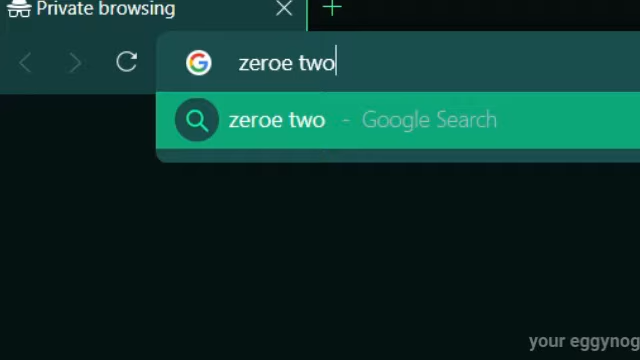 Private browsing
zeroe two
zeroe two - Google Search
your eggynog